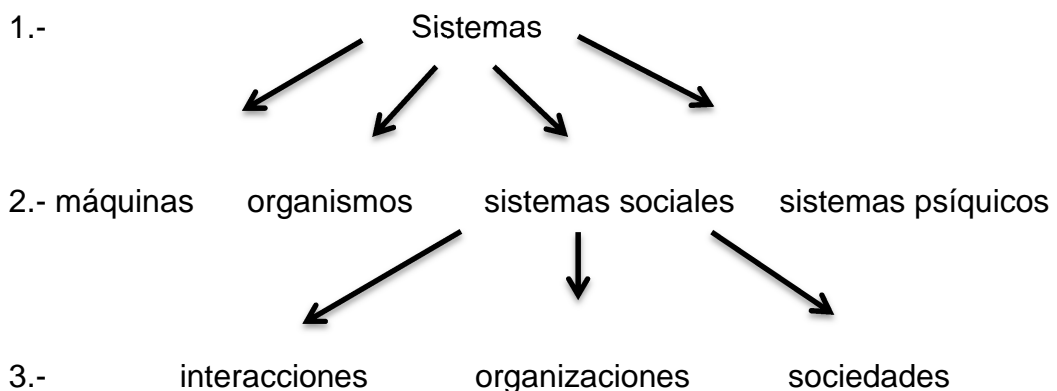 1.- Sistemas
2.- máquinas organismos sistemas sociales sistemas psíquicos
3.- interacciones organizaciones sociedades